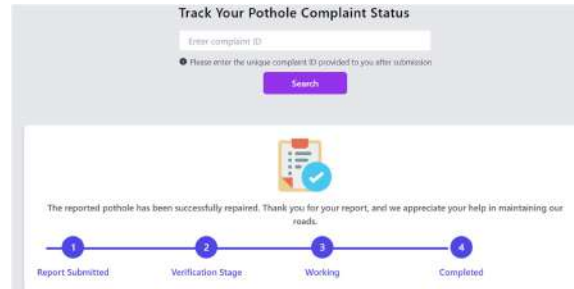 Track Your Pothole Complaint Status
Enter complaint ID
Please enter the unique complaint ID provided to you after submission
Search
The reported pothole has been successfully repaired. Thank you for your report, and we appreciate your help in maintaining our
roads.
1 2 3 4
Report Submitted Verification Stage Working Completed